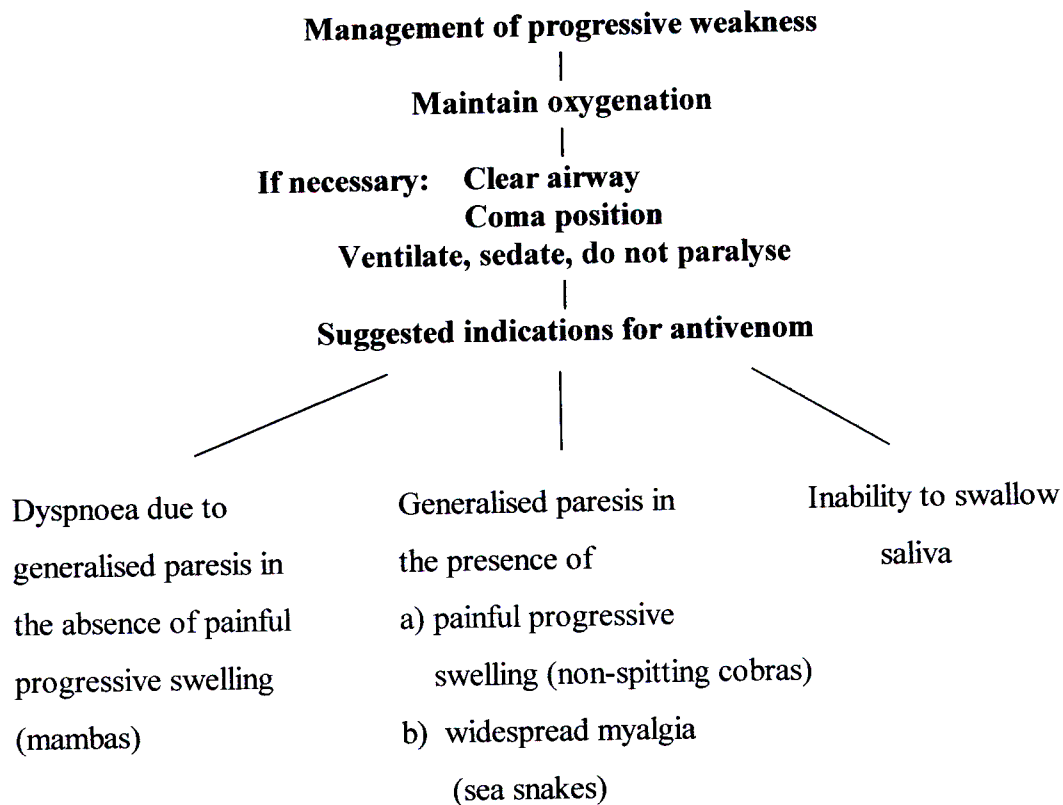 Management of progressive weakness
Maintain oxygenation
If necessary: Clear airway
Coma position
Ventilate, sedate, do not paralyse
Suggested indications for antivenom
Dyspnoea due to
generalised paresis in
the absence of painful
progressive swelling
(mambas)
Generalised paresis in
the presence of
a) painful progressive
swelling (non-spitting cobras)
b) widespread myalgia
(sea snakes)
Inability to swallow
saliva